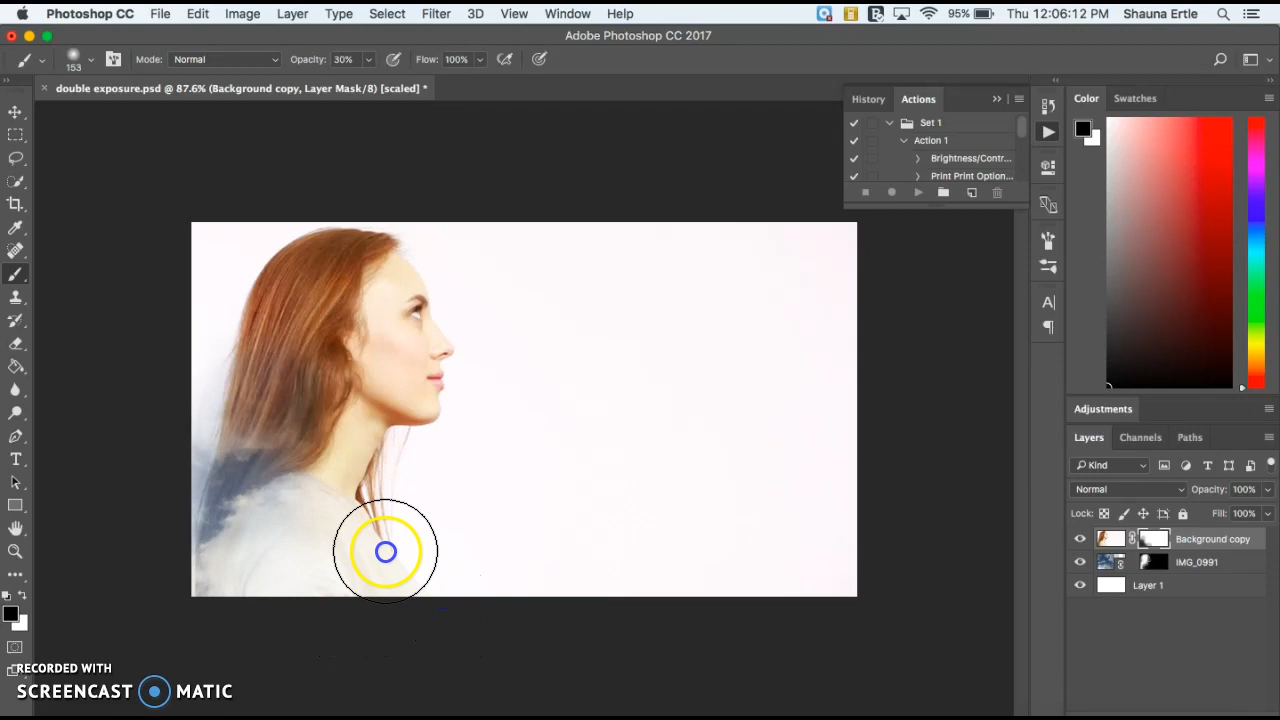 Photoshop CC File Edit Image Layer Type Select Filter 3D View Window Help 95% Thu 12:06:12 PM Shauna Ertle
Adobe Photoshop CC 2017
153 Mode: Normal Opacity: 30% Flow: 100%
double exposure.psd @ 87.6% (Background copy, Layer Mask/8) [scaled] *
History Actions
Set 1
Action 1
Brightness/Contr...
Print Print Option...
Color Swatches
Adjustments
Layers Channels Paths
Kind
Normal Opacity: 100%
Lock: Fill: 100%
Background copy
IMG_0991
Layer 1
RECORDED WITH
SCREENCAST MATIC